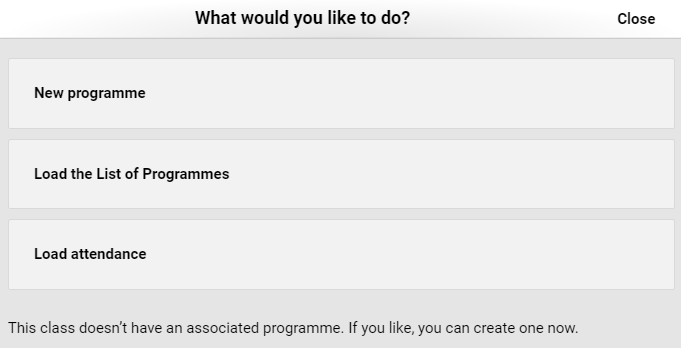 What would you like to do?
Close
New programme
Load the List of Programmes
Load attendance
This class doesn't have an associated programme. If you like, you can create one now.